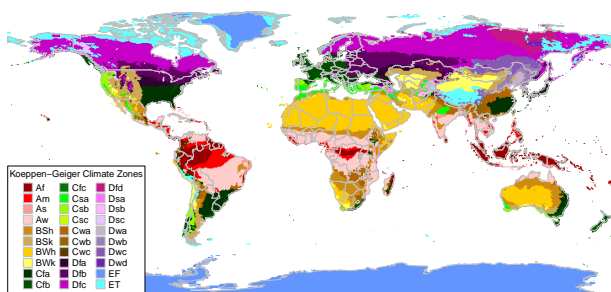 Koeppen−Geiger Climate Zones
Af Cfc Dfd
Am Csa Dsa
As Csb Dsb
Aw Csc Dsc
BSh Cwa Dwa
BSk Cwb Dwb
BWh Cwc Dwc
BWk Dfa Dwd
Cfa Dfb EF
Cfb Dfc ET